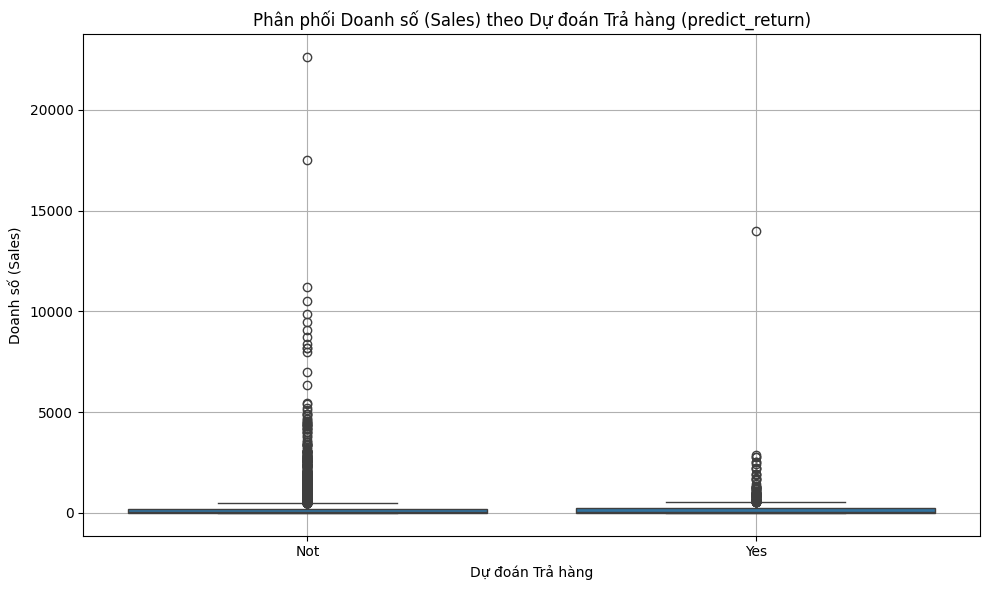 Phân phối Doanh số (Sales) theo Dự đoán Trả hàng (predict_return)
20000
15000
10000
5000
0
Doanh số (Sales)
Not
Yes
Dự đoán Trả hàng